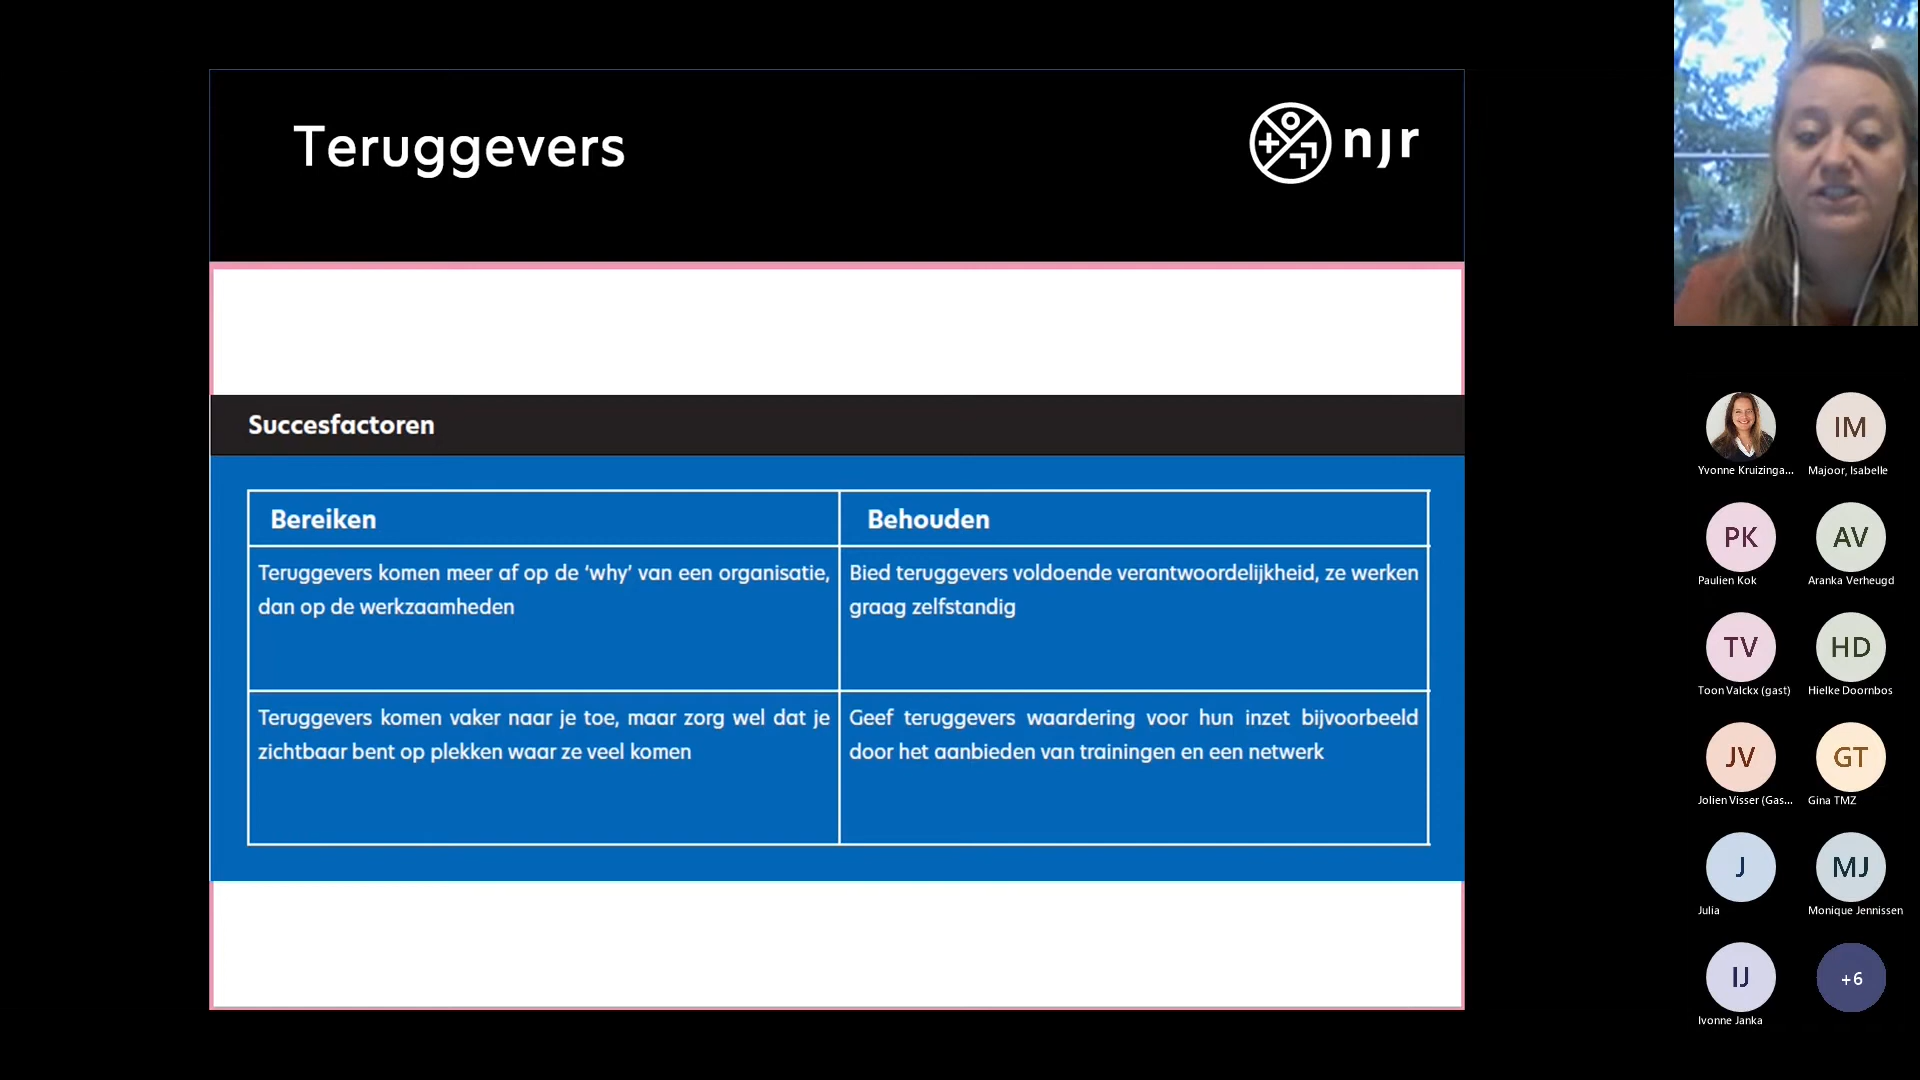 Teruggevers
njr
Succesfactoren
Bereiken
Behouden
Teruggevers komen meer af op de ‘why’ van een organisatie,
dan op de werkzaamheden
Bied teruggevers voldoende verantwoordelijkheid, ze werken
graag zelfstandig
Teruggevers komen vaker naar je toe, maar zorg wel dat je
zichtbaar bent op plekken waar ze veel komen
Geef teruggevers waardering voor hun inzet bijvoorbeeld
door het aanbieden van trainingen en een netwerk
Yvonne Kruizinga...
IM
Majoor, Isabelle
PK
Paulien Kok
AV
Aranka Verheugd
TV
Toon Valckx (gast)
HD
Hielke Doornbos
JV
Jolien Visser (Gas...
GT
Gina TMZ
J
Julia
MJ
Monique Jennissen
IJ
Ivonne Janka
+6